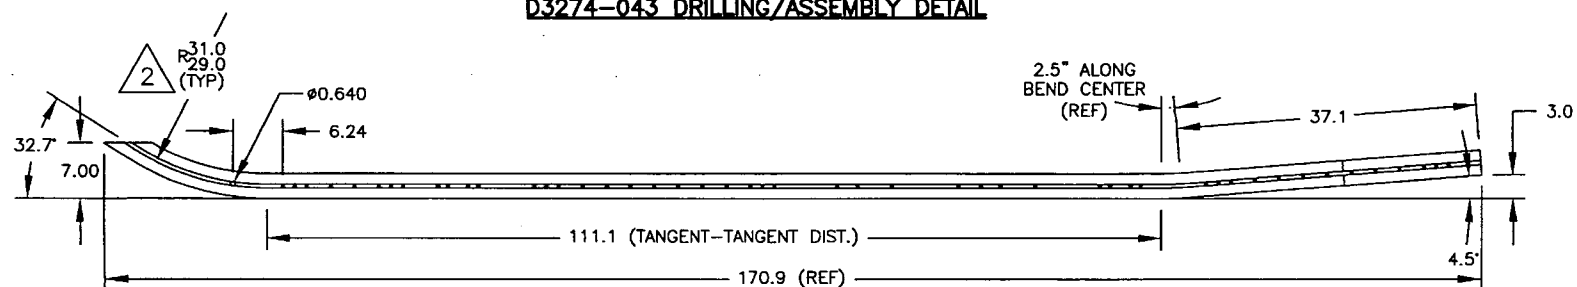 D3274-043 DRILLING/ASSEMBLY DETAIL
2
R31.0
29.0
(TYP)
ø0.640
6.24
32.7°
7.00
2.5" ALONG
BEND CENTER
(REF)
37.1
3.0
111.1 (TANGENT-TANGENT DIST.)
4.5°
170.9 (REF)